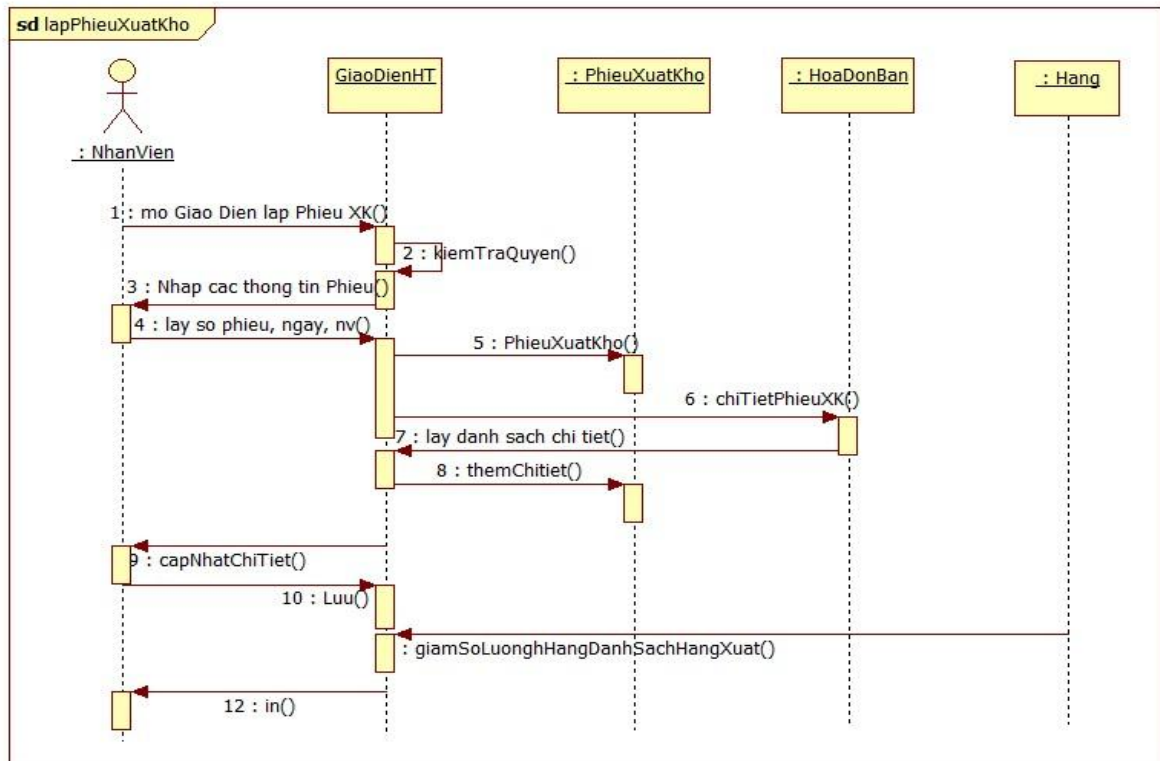 sd lapPhieuXuatKho
: NhanVien
GiaoDienHT
: PhieuXuatKho
: HoaDonBan
: Hang
1 : mo Giao Dien lap Phieu XK()
2 : kiemTraQuyen()
3 : Nhap cac thong tin Phieu()
4 : lay so phieu, ngay, nv()
5 : PhieuXuatKho()
6 : chiTietPhieuXK()
7 : lay danh sach chi tiet()
8 : themChitiet()
9 : capNhatChiTiet()
10 : Luu()
: giamSoLuonghHangDanhSachHangXuat()
12 : in()